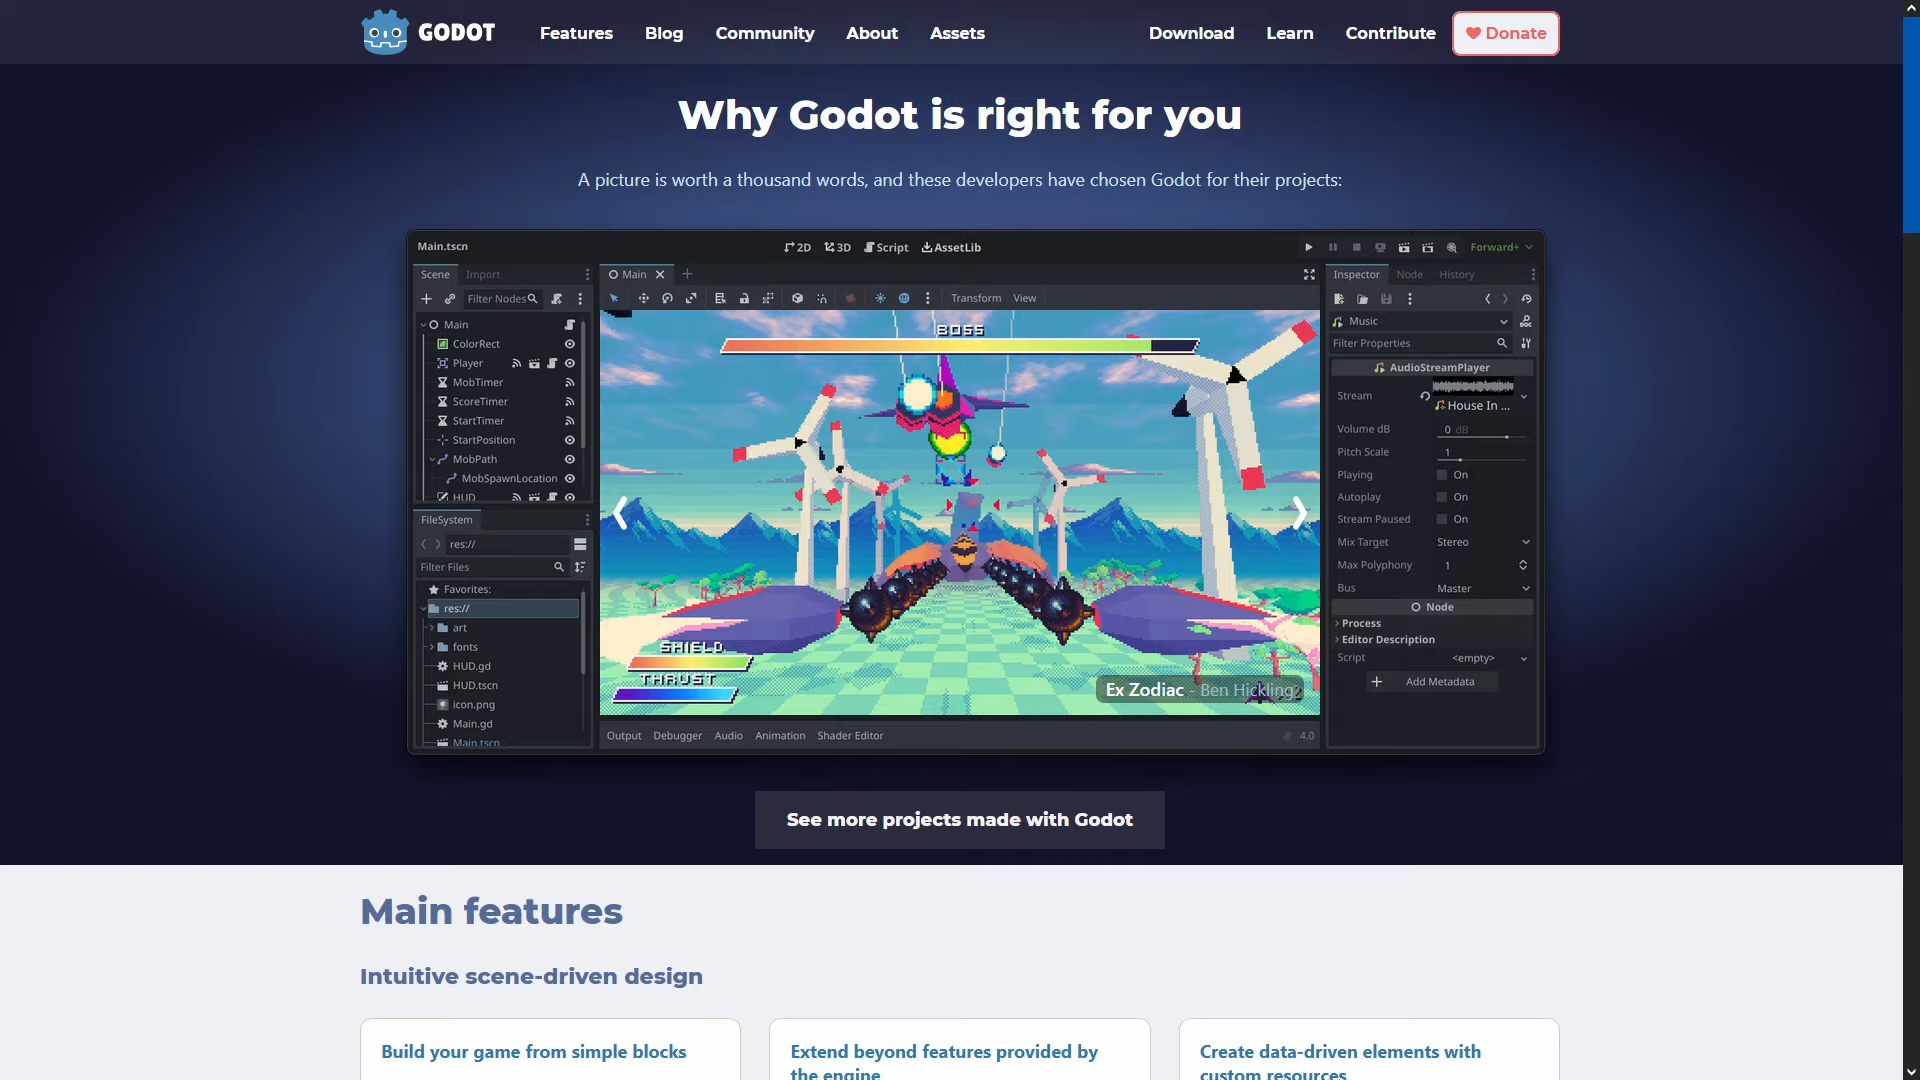 GODOT
Features
Blog
Community
About
Assets
Download
Learn
Contribute
Donate
Why Godot is right for you
A picture is worth a thousand words, and these developers have chosen Godot for their projects:
Main.tscn
2D
3D
Script
AssetLib
Forward+
Scene
Import
Filter Nodes
Main
ColorRect
Player
MobTimer
ScoreTimer
StartTimer
StartPosition
MobPath
MobSpawnLocation
HUD
FileSystem
res://
Filter Files
Favorites:
res://
art
fonts
HUD.gd
HUD.tscn
icon.png
Main.gd
Main.tscn
Main
Transform
View
BOSS
SHIELD
THRUST
Ex Zodiac - Ben Hickling
Output
Debugger
Audio
Animation
Shader Editor
4.0
Inspector
Node
History
Music
DOC
Filter Properties
AudioStreamPlayer
Stream
House In ...
Volume dB
0 dB
Pitch Scale
1
Playing
On
Autoplay
On
Stream Paused
On
Mix Target
Stereo
Max Polyphony
1
Bus
Master
Node
Process
Editor Description
Script
<empty>
Add Metadata
See more projects made with Godot
Main features
Intuitive scene-driven design
Build your game from simple blocks
Extend beyond features provided by
the engine
Create data-driven elements with
custom resources